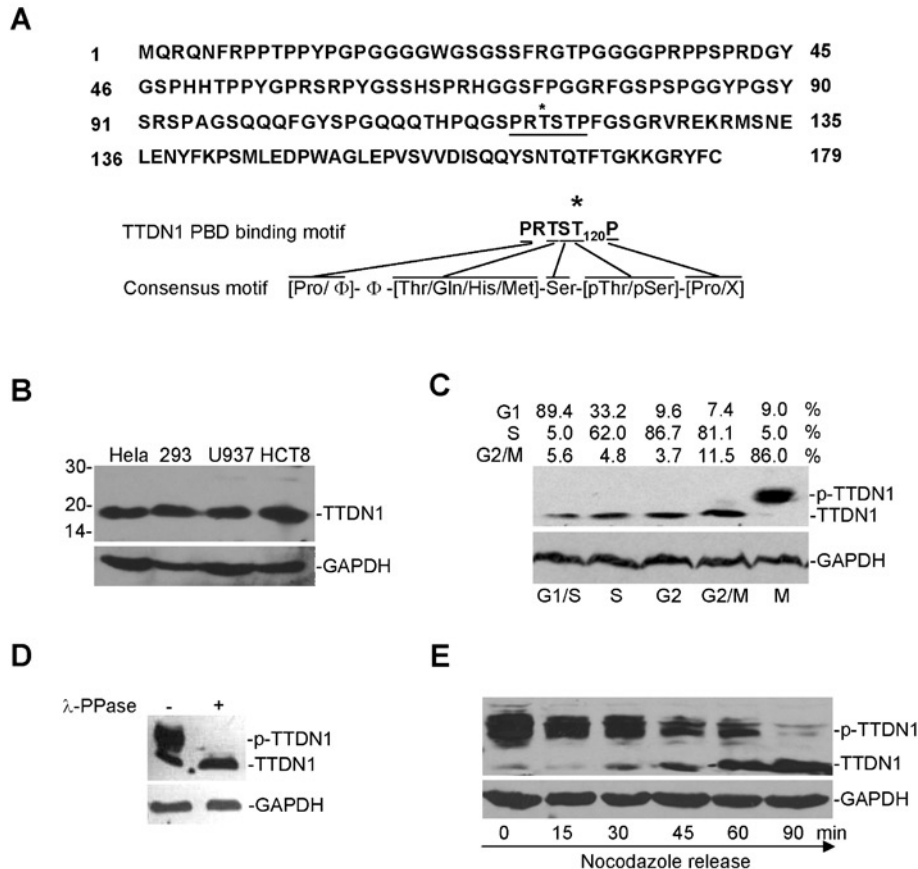 A
1 MQRQNFRPPTPPYPGPGGGGWGSGSSFRGTPGGGGPRPPSPRDGY 45
46 GSPHHTPPYGPRSRPYGSSHSPRHGGSFPGGRFGSPSPGGYPGSY 90
*
91 SRSPAGSQQQFGYSPGQQQTHPQGSPRTSTPFGSGRVREKRMSNE 135
136 LENYFKPSMLEDPWAGLEPVSVVDISQQYSNTQTFTGKKGRYFC 179
*
TTDN1 PBD binding motif PRTST120P
Consensus motif [Pro/ Φ]- Φ -[Thr/Gln/His/Met]-Ser-[pThr/pSer]-[Pro/X]
B
Hela 293 U937 HCT8
30-
20-
14-
-TTDN1
-GAPDH
C
G1 89.4 33.2 9.6 7.4 9.0 %
S 5.0 62.0 86.7 81.1 5.0 %
G2/M 5.6 4.8 3.7 11.5 86.0 %
-p-TTDN1
-TTDN1
-GAPDH
G1/S S G2 G2/M M
D
λ-PPase - +
-p-TTDN1
-TTDN1
-GAPDH
E
-p-TTDN1
-TTDN1
-GAPDH
0 15 30 45 60 90 min
Nocodazole release